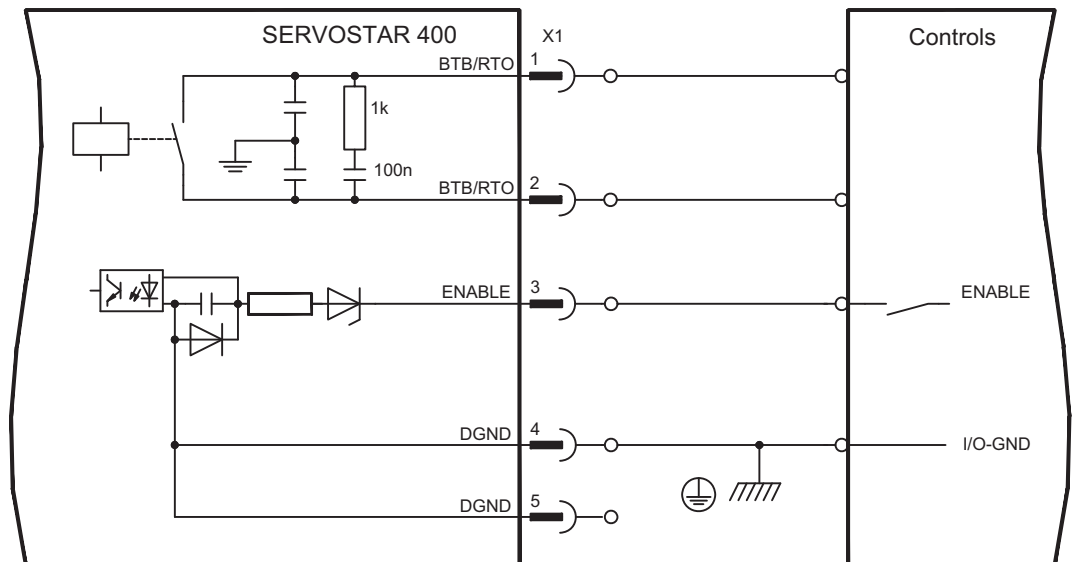 SERVOSTAR 400
X1
Controls
BTB/RTO
1
1k
100n
BTB/RTO
2
ENABLE
3
ENABLE
DGND
4
I/O-GND
DGND
5